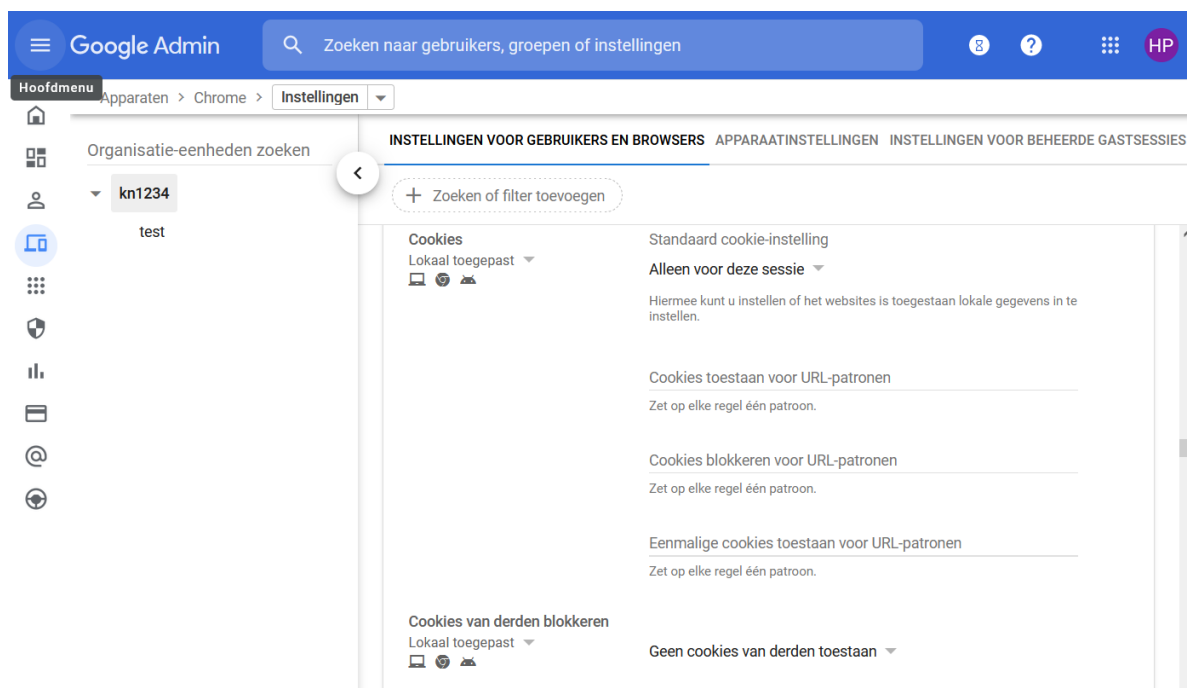 Google Admin
Zoeken naar gebruikers, groepen of instellingen
HP
Hoofdmenu
Apparaten > Chrome > Instellingen
Organisatie-eenheden zoeken
kn1234
test
INSTELLINGEN VOOR GEBRUIKERS EN BROWSERS APPARAATINSTELLINGEN INSTELLINGEN VOOR BEHEERDE GASTSESSIES
+ Zoeken of filter toevoegen
Cookies
Lokaal toegepast
Standaard cookie-instelling
Alleen voor deze sessie
Hiermee kunt u instellen of het websites is toegestaan lokale gegevens in te
instellen.
Cookies toestaan voor URL-patronen
Zet op elke regel één patroon.
Cookies blokkeren voor URL-patronen
Zet op elke regel één patroon.
Eenmalige cookies toestaan voor URL-patronen
Zet op elke regel één patroon.
Cookies van derden blokkeren
Lokaal toegepast
Geen cookies van derden toestaan